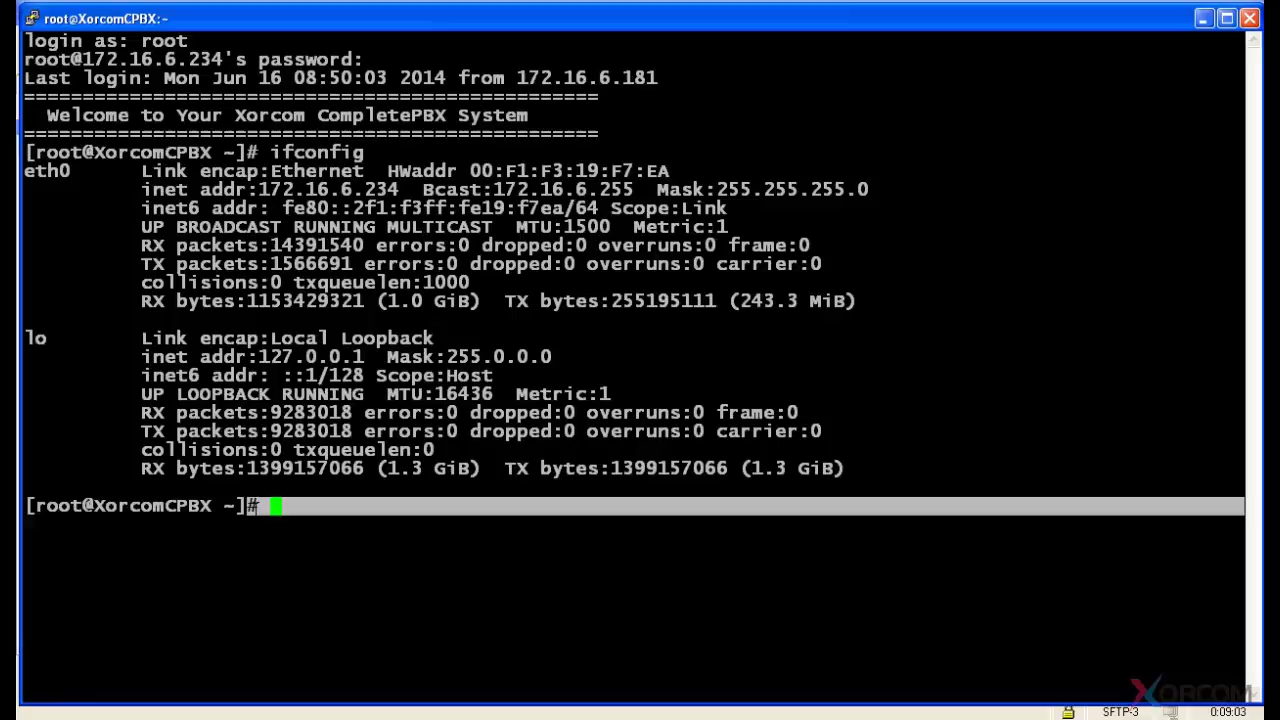 root@XorcomCPBX:~
login as: root
root@172.16.6.234's password:
Last login: Mon Jun 16 08:50:03 2014 from 172.16.6.181
=================================================
  Welcome to Your Xorcom CompletePBX System
=================================================
[root@XorcomCPBX ~]# ifconfig
eth0      Link encap:Ethernet  HWaddr 00:F1:F3:19:F7:EA
          inet addr:172.16.6.234  Bcast:172.16.6.255  Mask:255.255.255.0
          inet6 addr: fe80::2f1:f3ff:fe19:f7ea/64 Scope:Link
          UP BROADCAST RUNNING MULTICAST  MTU:1500  Metric:1
          RX packets:14391540 errors:0 dropped:0 overruns:0 frame:0
          TX packets:1566691 errors:0 dropped:0 overruns:0 carrier:0
          collisions:0 txqueuelen:1000
          RX bytes:1153429321 (1.0 GiB)  TX bytes:255195111 (243.3 MiB)
lo        Link encap:Local Loopback
          inet addr:127.0.0.1  Mask:255.0.0.0
          inet6 addr: ::1/128 Scope:Host
          UP LOOPBACK RUNNING  MTU:16436  Metric:1
          RX packets:9283018 errors:0 dropped:0 overruns:0 frame:0
          TX packets:9283018 errors:0 dropped:0 overruns:0 carrier:0
          collisions:0 txqueuelen:0
          RX bytes:1399157066 (1.3 GiB)  TX bytes:1399157066 (1.3 GiB)
[root@XorcomCPBX ~]#
XORCOM
SFTP-3 0:09:03